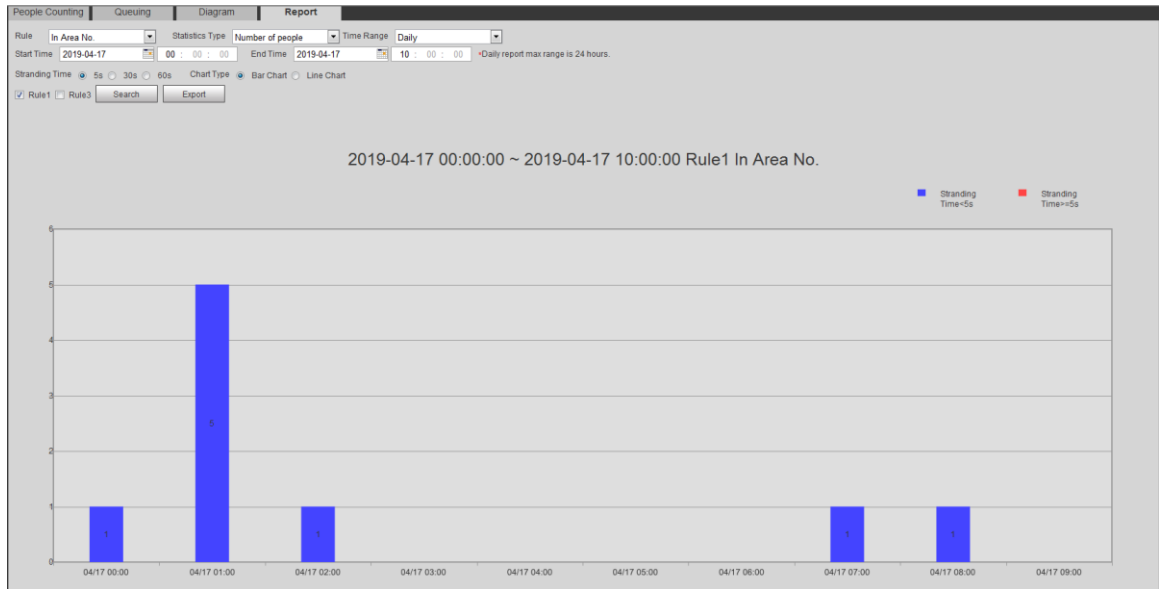 People Counting Queuing Diagram Report
Rule In Area No. Statistics Type Number of people Time Range Daily
Start Time 2019-04-17 00 : 00 : 00 End Time 2019-04-17 10 : 00 : 00 *Daily report max range is 24 hours.
Stranding Time 5s 30s 60s Chart Type Bar Chart Line Chart
Rule1 Rule3 Search Export
2019-04-17 00:00:00 ~ 2019-04-17 10:00:00 Rule1 In Area No.
Stranding Time<5s
Stranding Time>=5s
6
5
4
3
2
1
0
1 5 1 1 1
04/17 00:00 04/17 01:00 04/17 02:00 04/17 03:00 04/17 04:00 04/17 05:00 04/17 06:00 04/17 07:00 04/17 08:00 04/17 09:00